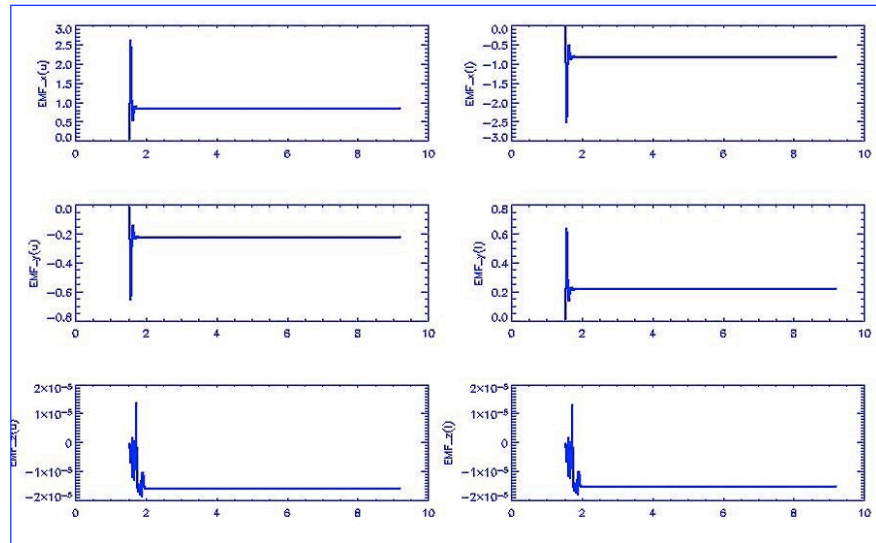 EMF_x(u)
3.0
2.5
2.0
1.5
1.0
0.5
0.0
0 2 4 6 8 10
EMF_x(l)
0.0
−0.5
−1.0
−1.5
−2.0
−2.5
−3.0
0 2 4 6 8 10
EMF_y(u)
0.0
−0.2
−0.4
−0.6
−0.8
0 2 4 6 8 10
EMF_y(l)
0.8
0.6
0.4
0.2
0.0
0 2 4 6 8 10
EMF_z(u)
2×10⁻⁵
1×10⁻⁵
0
−1×10⁻⁵
−2×10⁻⁵
0 2 4 6 8 10
EMF_z(l)
2×10⁻⁵
1×10⁻⁵
0
−1×10⁻⁵
−2×10⁻⁵
0 2 4 6 8 10